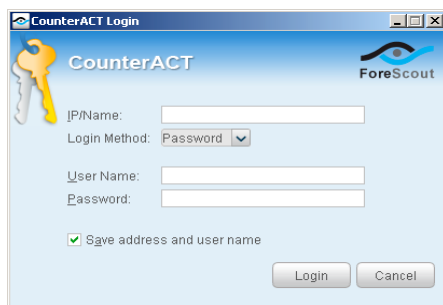 CounterACT Login
CounterACT
ForeScout
IP/Name:
Login Method: Password
User Name:
Password:
Save address and user name
Login Cancel